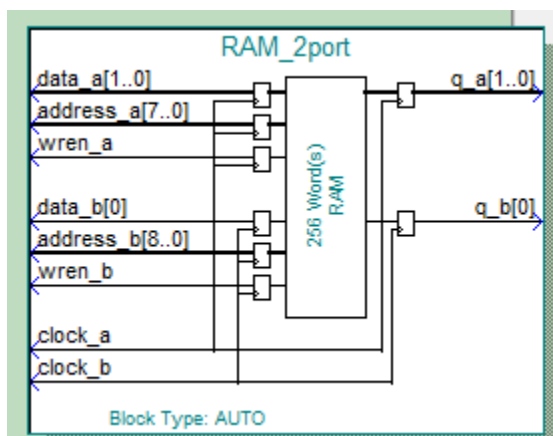 RAM_2port
data_a[1..0]
q_a[1..0]
address_a[7..0]
wren_a
256 Word(s)
RAM
data_b[0]
q_b[0]
address_b[8..0]
wren_b
clock_a
clock_b
Block Type: AUTO